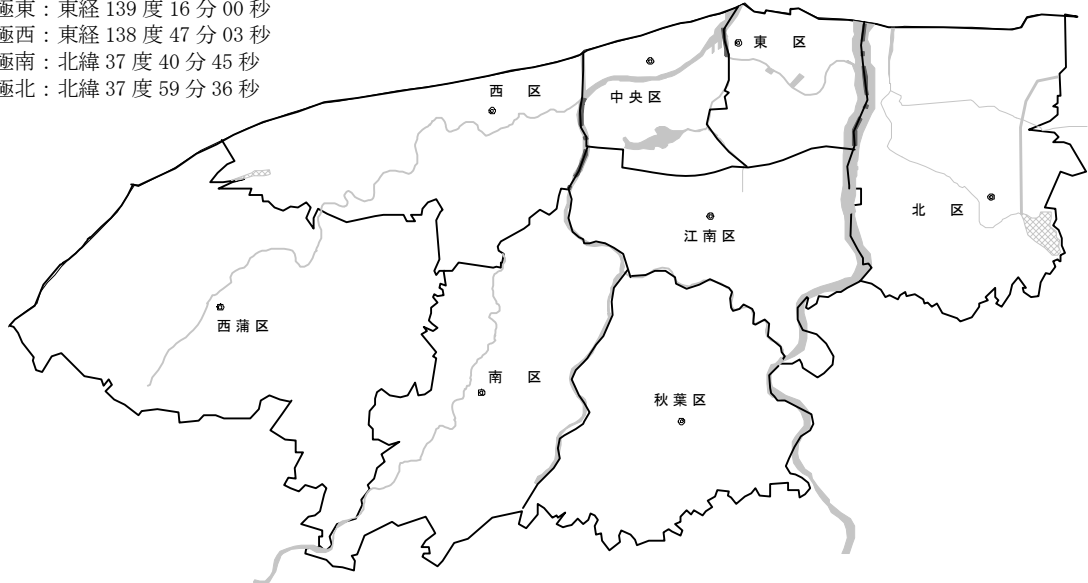 極東：東経 139 度 16 分 00 秒
極西：東経 138 度 47 分 03 秒
極南：北緯 37 度 40 分 45 秒
極北：北緯 37 度 59 分 36 秒
東 区
西 区
中央区
北 区
江南区
西蒲区
南 区
秋葉区